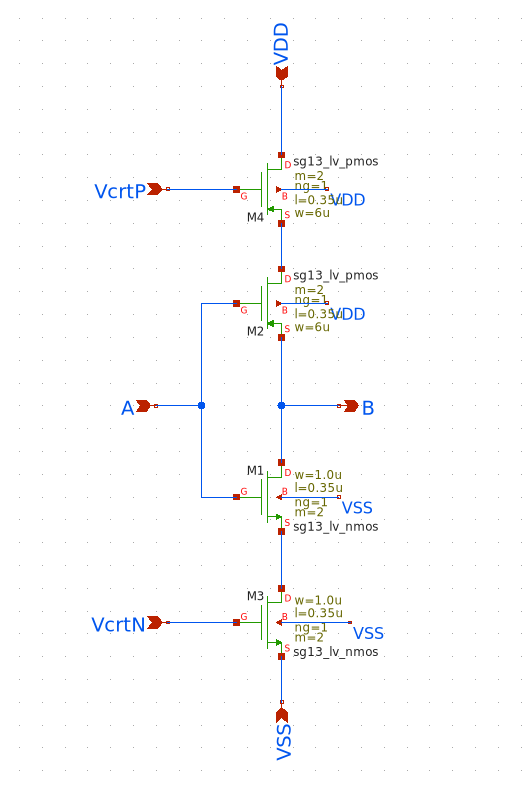 VDD
sg13_lv_pmos
D
m=2
ng=1
VcrtP
G
B
l=0.35u
VDD
M4
S
w=6u
sg13_lv_pmos
D
m=2
ng=1
G
B
l=0.35u
VDD
M2
S
w=6u
A
B
M1
D
w=1.0u
l=0.35u
G
B
ng=1
VSS
m=2
S
sg13_lv_nmos
M3
D
w=1.0u
l=0.35u
VcrtN
G
B
ng=1
VSS
m=2
S
sg13_lv_nmos
VSS